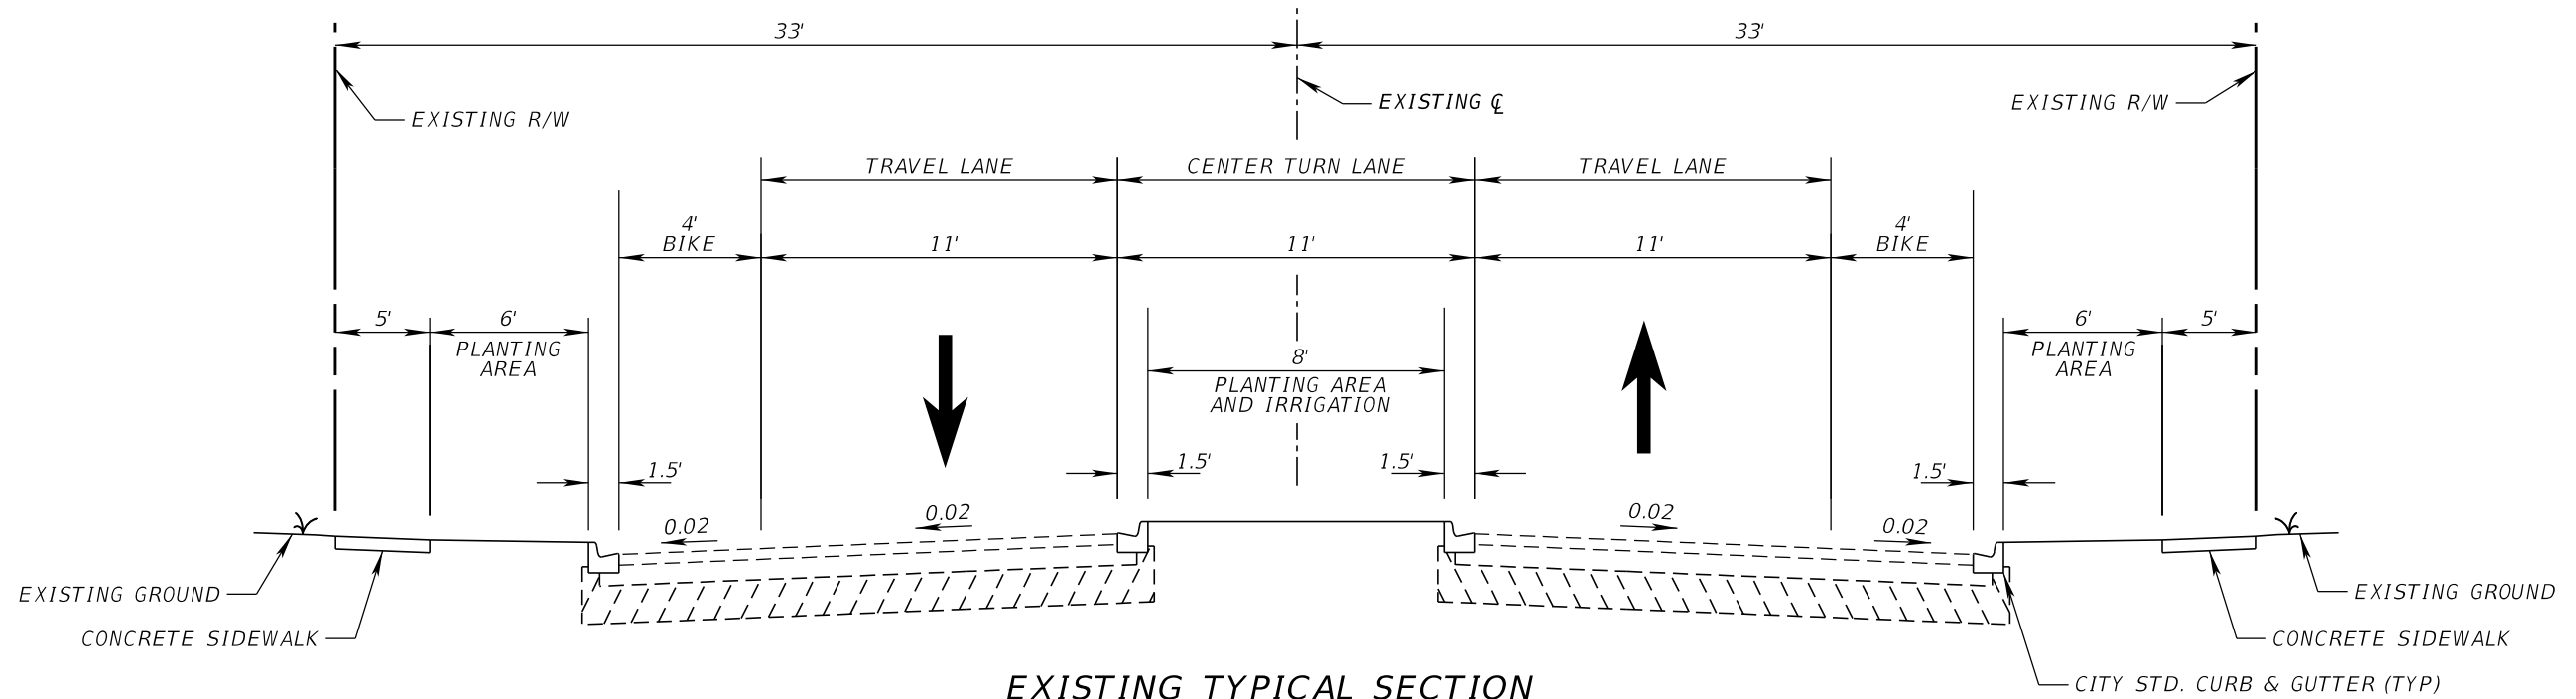 33'
33'
EXISTING R/W
EXISTING ℄
EXISTING R/W
TRAVEL LANE
CENTER TURN LANE
TRAVEL LANE
4'
BIKE
11'
11'
11'
4'
BIKE
5'
6'
PLANTING
AREA
8'
PLANTING AREA
AND IRRIGATION
6'
PLANTING
AREA
5'
1.5'
1.5'
1.5'
1.5'
0.02
0.02
0.02
0.02
EXISTING GROUND
CONCRETE SIDEWALK
EXISTING GROUND
CONCRETE SIDEWALK
CITY STD. CURB & GUTTER (TYP)
EXISTING TYPICAL SECTION